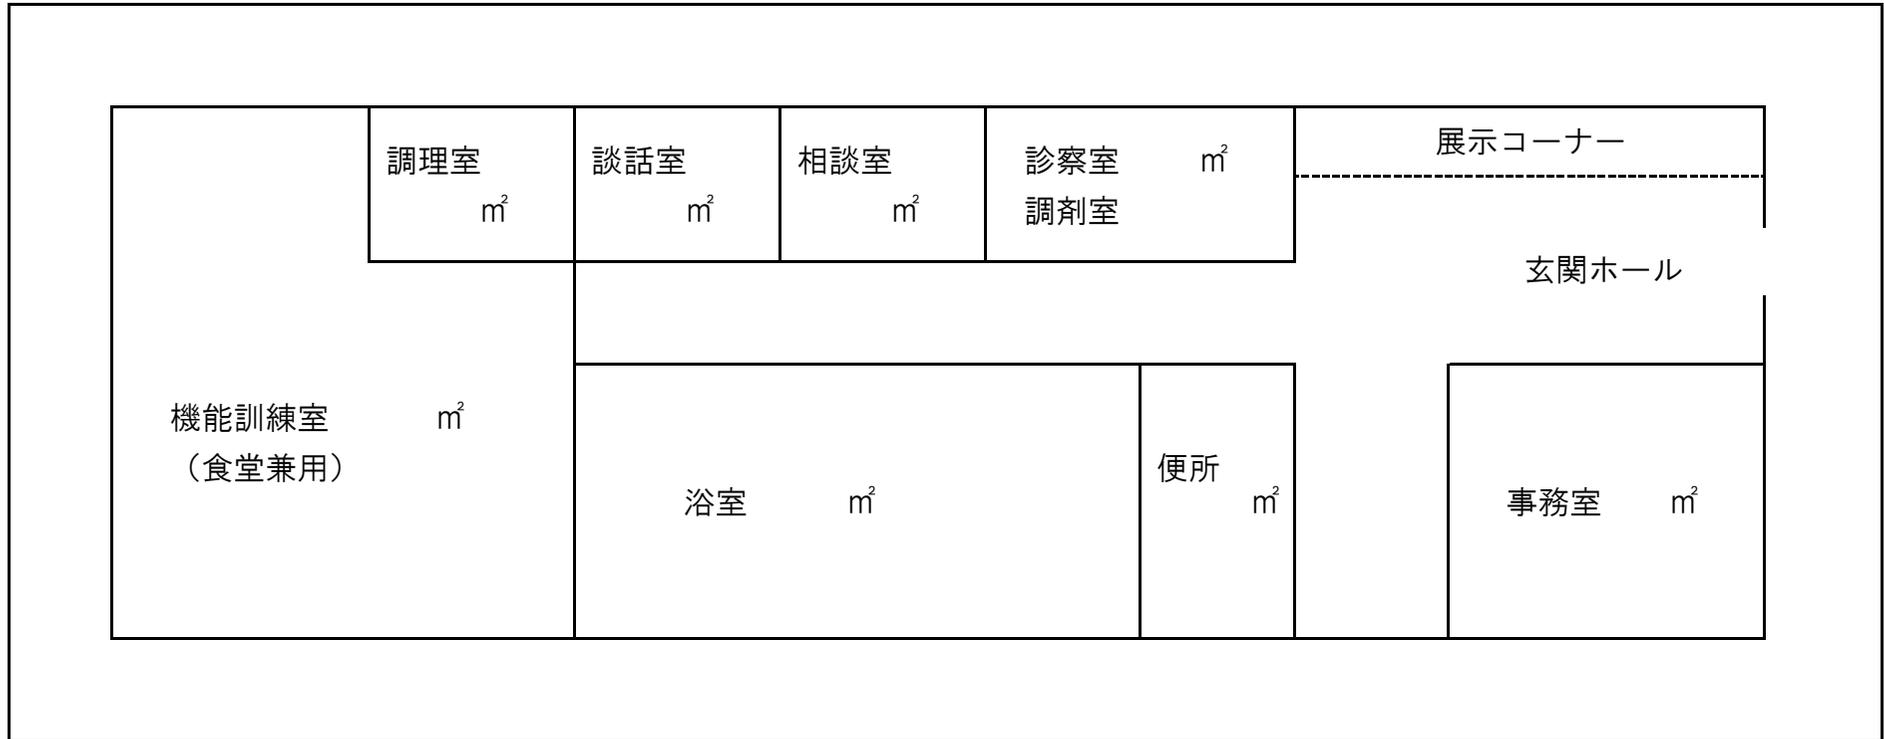 展示コーナー
調理室
㎡
談話室
㎡
相談室
㎡
診察室 ㎡
調剤室
玄関ホール
機能訓練室 ㎡
（食堂兼用）
浴室 ㎡
便所
㎡
事務室 ㎡